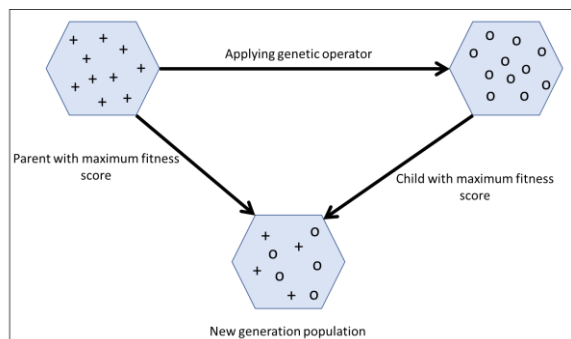 Applying genetic operator
Parent with maximum fitness
score
Child with maximum fitness
score
New generation population